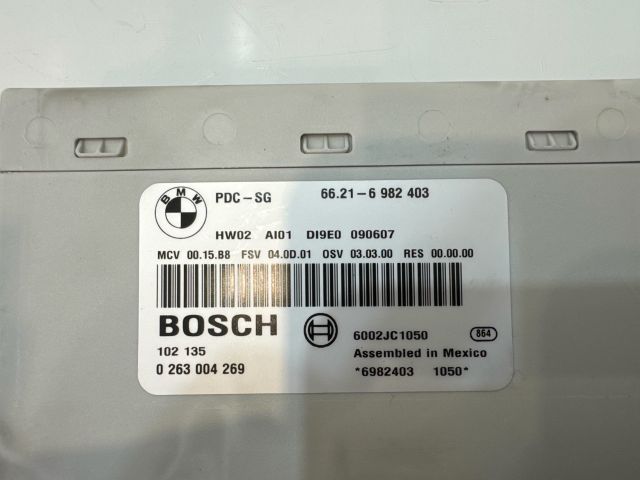 BMW
PDC-SG 66.21-6 982 403
HW02 AI01 DI9E0 090607
MCV 00.15.B8 FSV 04.0D.01 OSV 03.03.00 RES 00.00.00
BOSCH 6002JC1050 864
102 135 Assembled in Mexico
0 263 004 269 *6982403 1050*